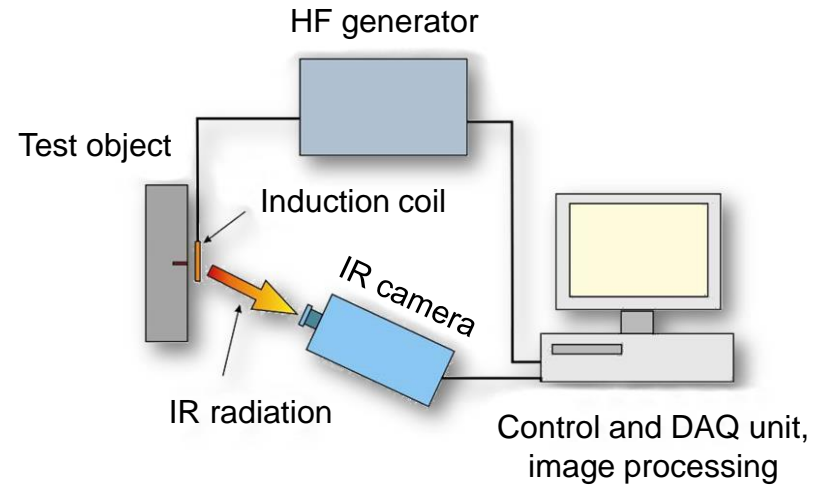 HF generator
Test object
Induction coil
IR camera
IR radiation
Control and DAQ unit,
image processing